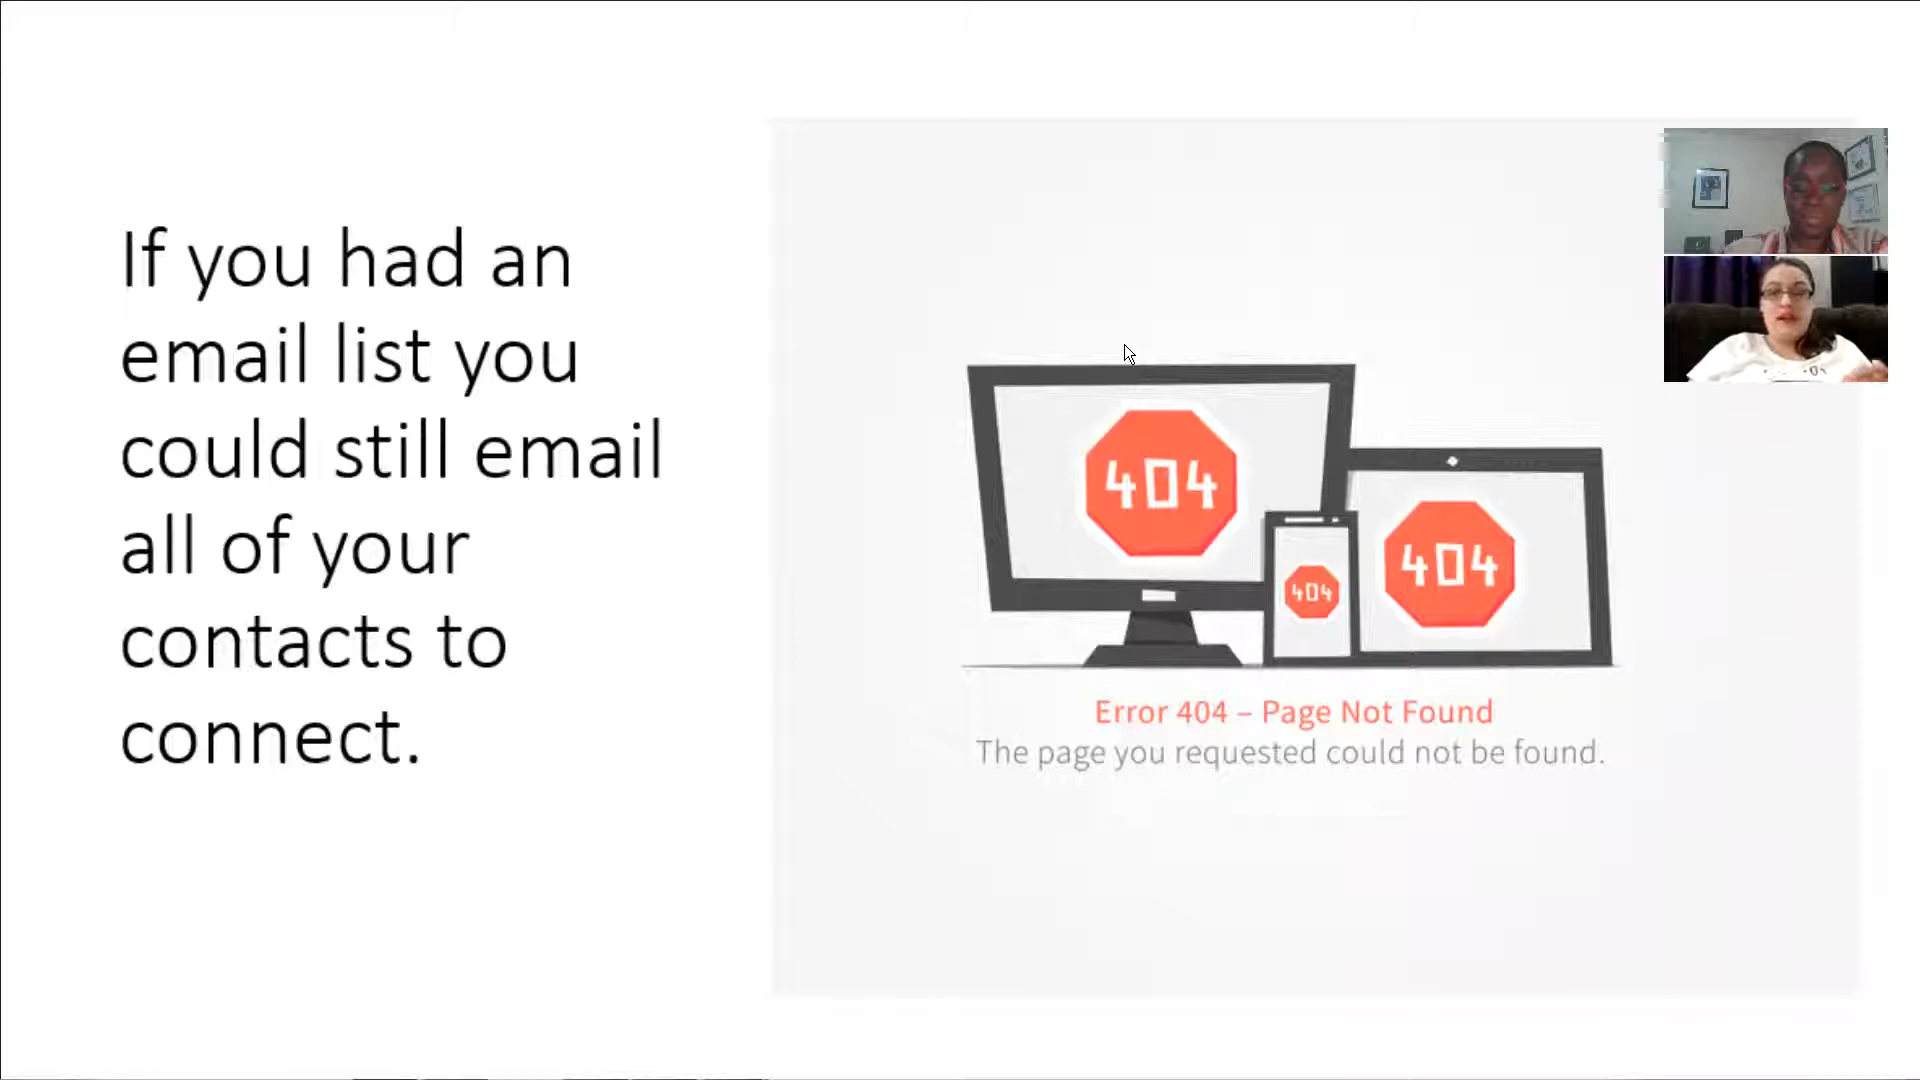 If you had an
email list you
could still email
all of your
contacts to
connect.
404
404
404
Error 404 – Page Not Found
The page you requested could not be found.